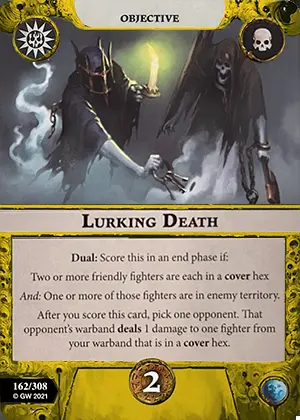 OBJECTIVE
LURKING DEATH
Dual: Score this in an end phase if:
Two or more friendly fighters are each in a cover hex
And: One or more of those fighters are in enemy territory.
After you score this card, pick one opponent. That
opponent's warband deals 1 damage to one fighter from
your warband that is in a cover hex.
162/308
© GW 2021
2